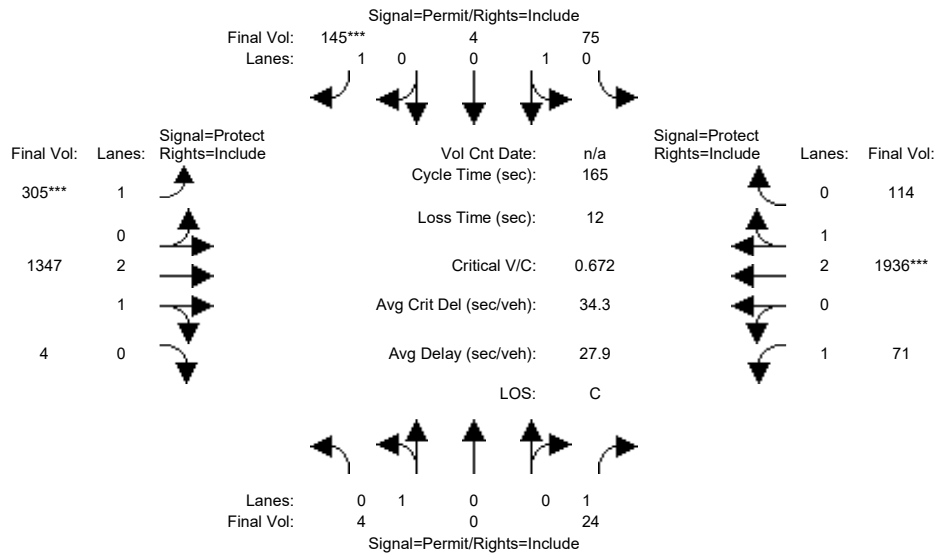 Signal=Permit/Rights=Include
Final Vol: 145*** 4 75
Lanes: 1 0 0 1 0
Signal=Protect Signal=Protect
Final Vol: Lanes: Rights=Include Vol Cnt Date: n/a Rights=Include Lanes: Final Vol:
Cycle Time (sec): 165
305*** 1 0 114
Loss Time (sec): 12
0 1
1347 2 Critical V/C: 0.672 2 1936***
1 Avg Crit Del (sec/veh): 34.3 0
4 0 Avg Delay (sec/veh): 27.9 1 71
LOS: C
Lanes: 0 1 0 0 1
Final Vol: 4 0 24
Signal=Permit/Rights=Include